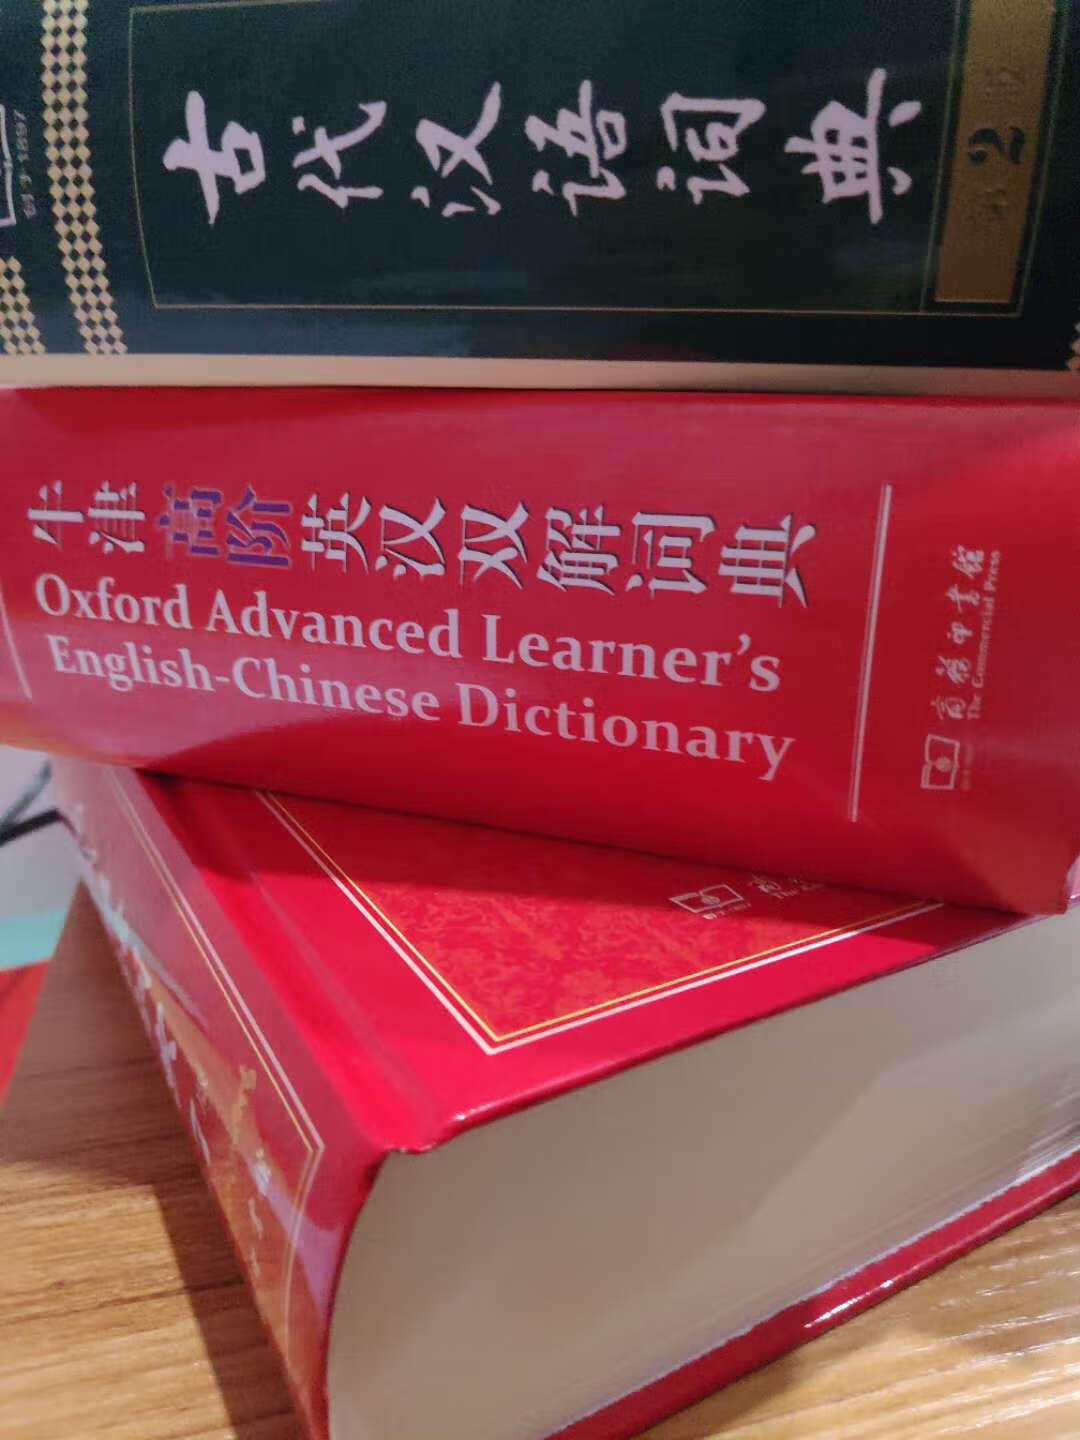 古代汉语词典
第2版
牛津高阶英汉双解词典
Oxford Advanced Learner's
English-Chinese Dictionary
商务印书馆
The Commercial Press